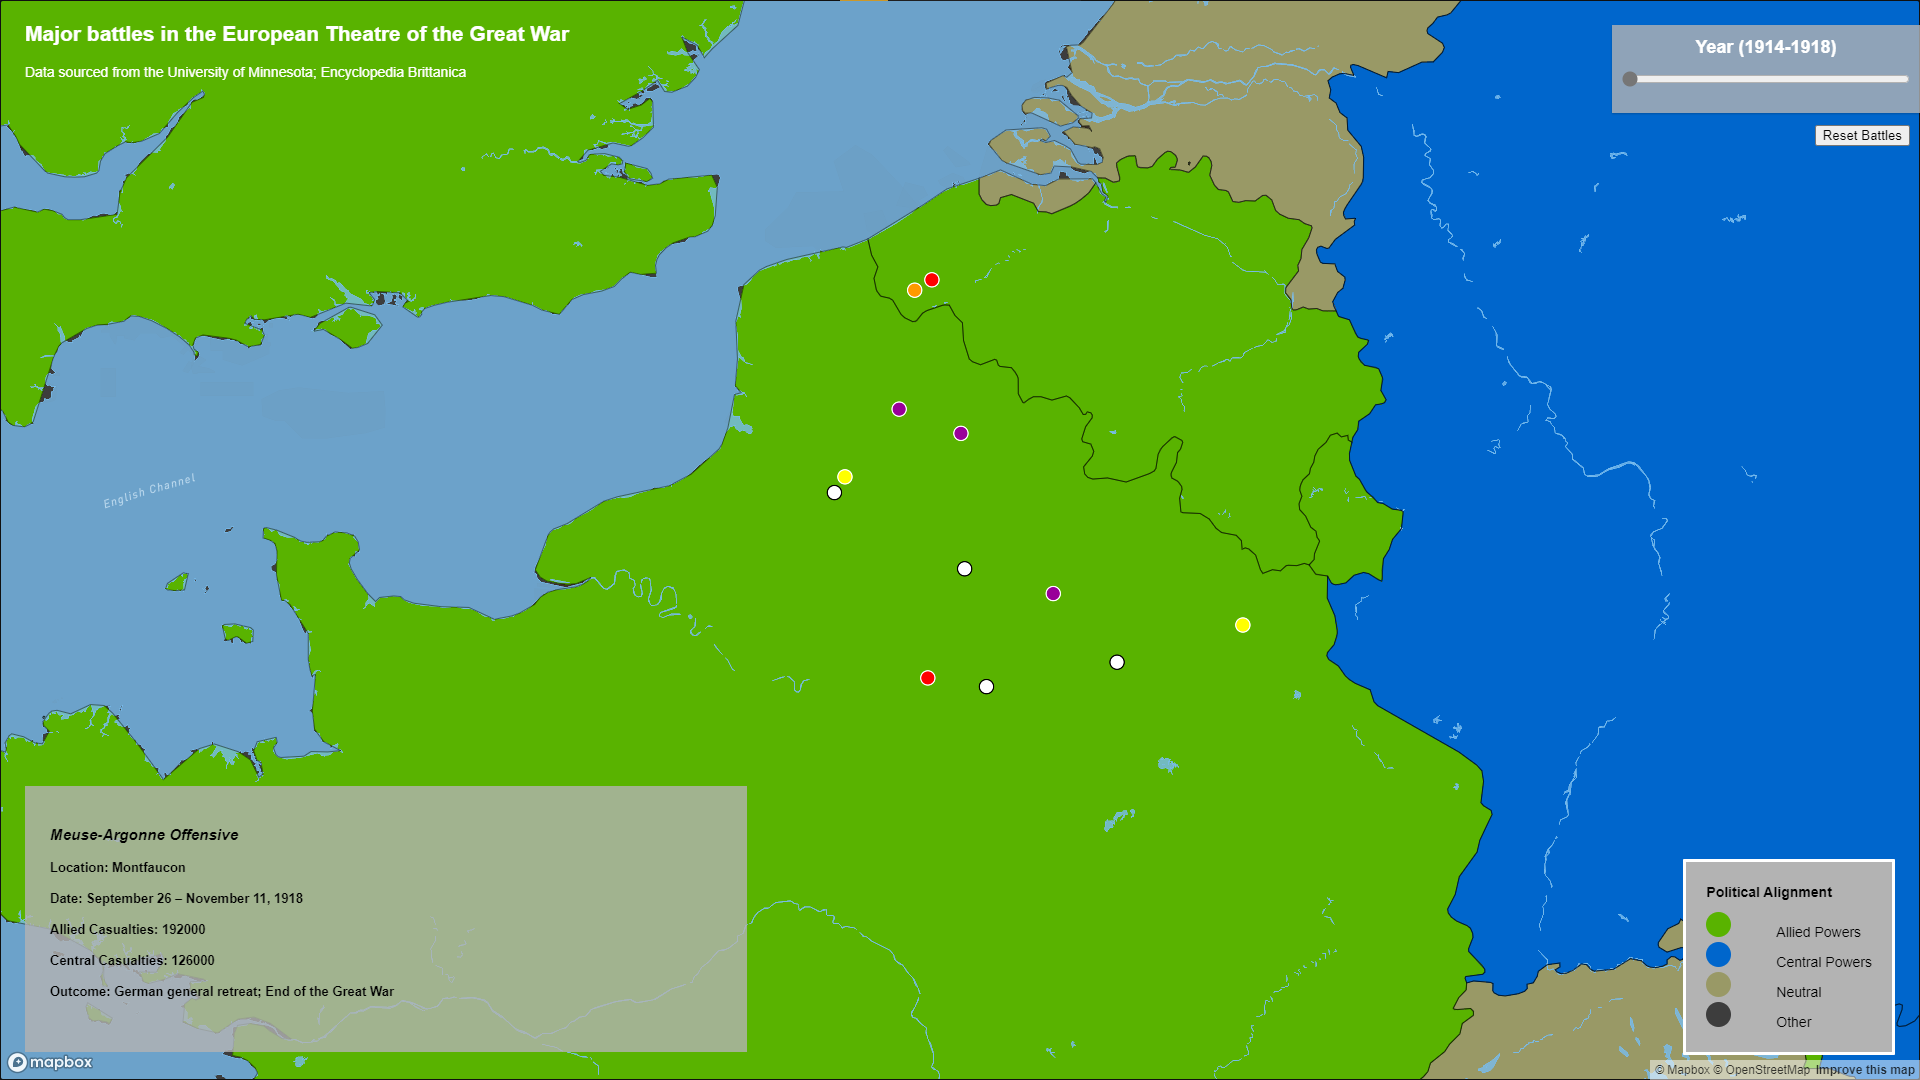 Major battles in the European Theatre of the Great War
Data sourced from the University of Minnesota; Encyclopedia Brittanica
Year (1914-1918)
Reset Battles
English Channel
Meuse-Argonne Offensive
Location: Montfaucon
Date: September 26 – November 11, 1918
Allied Casualties: 192000
Central Casualties: 126000
Outcome: German general retreat; End of the Great War
Political Alignment
Allied Powers
Central Powers
Neutral
Other
mapbox
© Mapbox © OpenStreetMap Improve this map